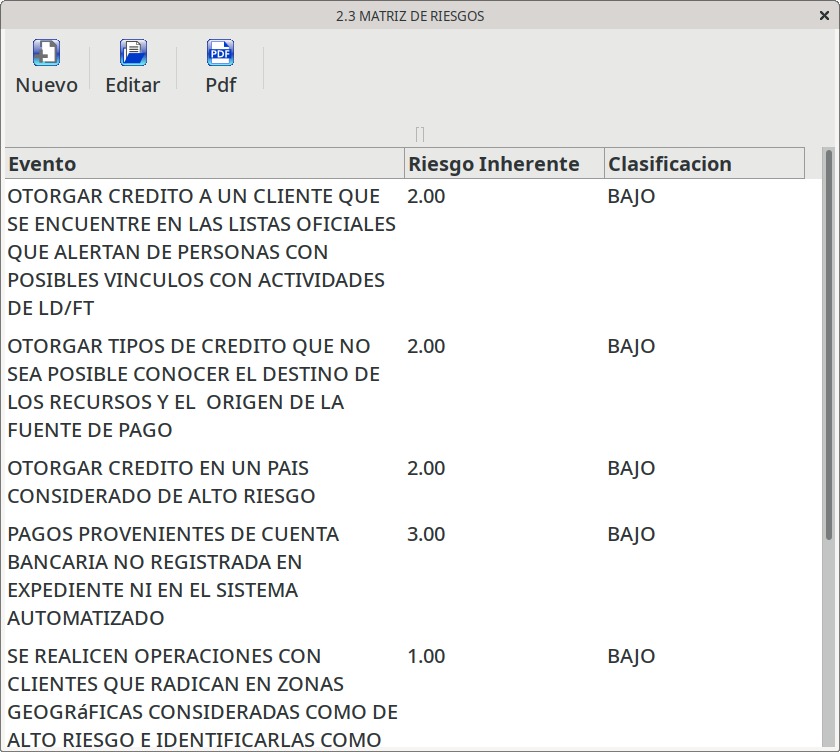 2.3 MATRIZ DE RIESGOS
Nuevo
Editar
PDF
Pdf
Evento Riesgo Inherente Clasificacion
OTORGAR CREDITO A UN CLIENTE QUE 2.00 BAJO
SE ENCUENTRE EN LAS LISTAS OFICIALES
QUE ALERTAN DE PERSONAS CON
POSIBLES VINCULOS CON ACTIVIDADES
DE LD/FT
OTORGAR TIPOS DE CREDITO QUE NO 2.00 BAJO
SEA POSIBLE CONOCER EL DESTINO DE
LOS RECURSOS Y EL  ORIGEN DE LA
FUENTE DE PAGO
OTORGAR CREDITO EN UN PAIS 2.00 BAJO
CONSIDERADO DE ALTO RIESGO
PAGOS PROVENIENTES DE CUENTA 3.00 BAJO
BANCARIA NO REGISTRADA EN
EXPEDIENTE NI EN EL SISTEMA
AUTOMATIZADO
SE REALICEN OPERACIONES CON 1.00 BAJO
CLIENTES QUE RADICAN EN ZONAS
GEOGRáFICAS CONSIDERADAS COMO DE
ALTO RIESGO E IDENTIFICARLAS COMO